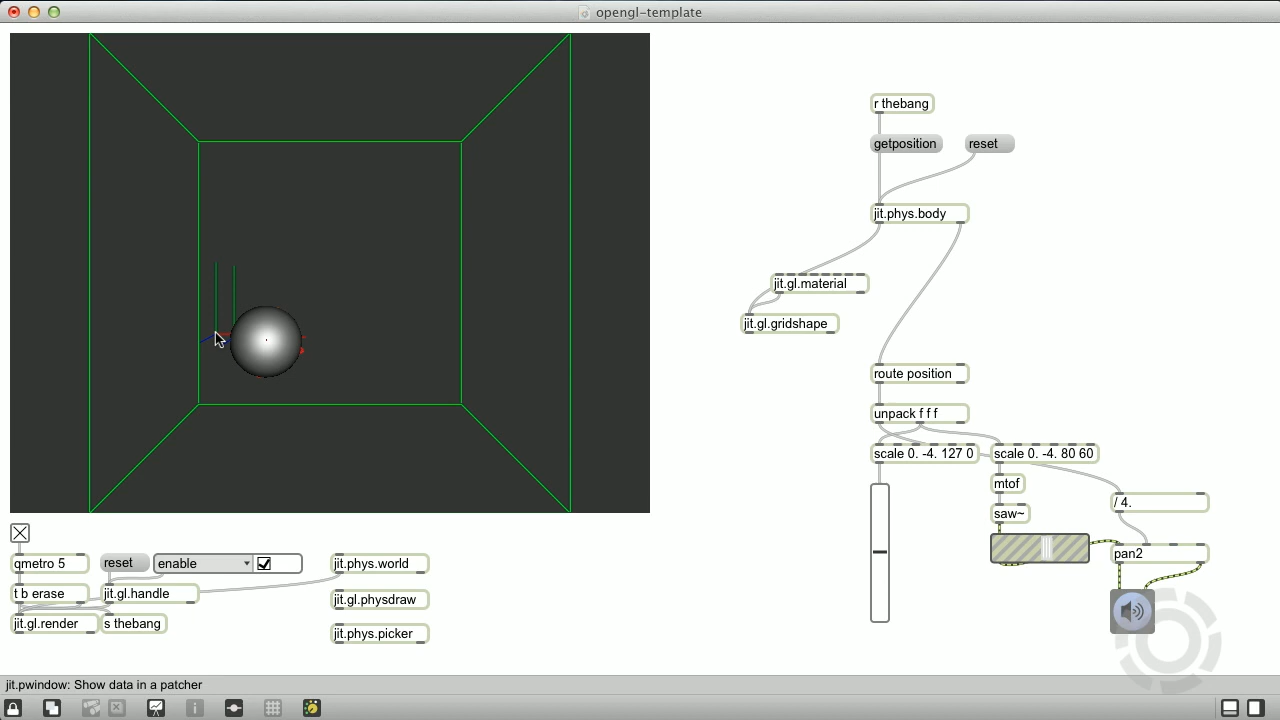 opengl-template
r thebang
getposition
reset
jit.phys.body
jit.gl.material
jit.gl.gridshape
route position
unpack f f f
scale 0. -4. 127 0
scale 0. -4. 80 60
mtof
/ 4.
saw~
pan2
qmetro 5
reset
enable
jit.phys.world
t b erase
jit.gl.handle
jit.gl.physdraw
jit.gl.render
s thebang
jit.phys.picker
jit.pwindow: Show data in a patcher